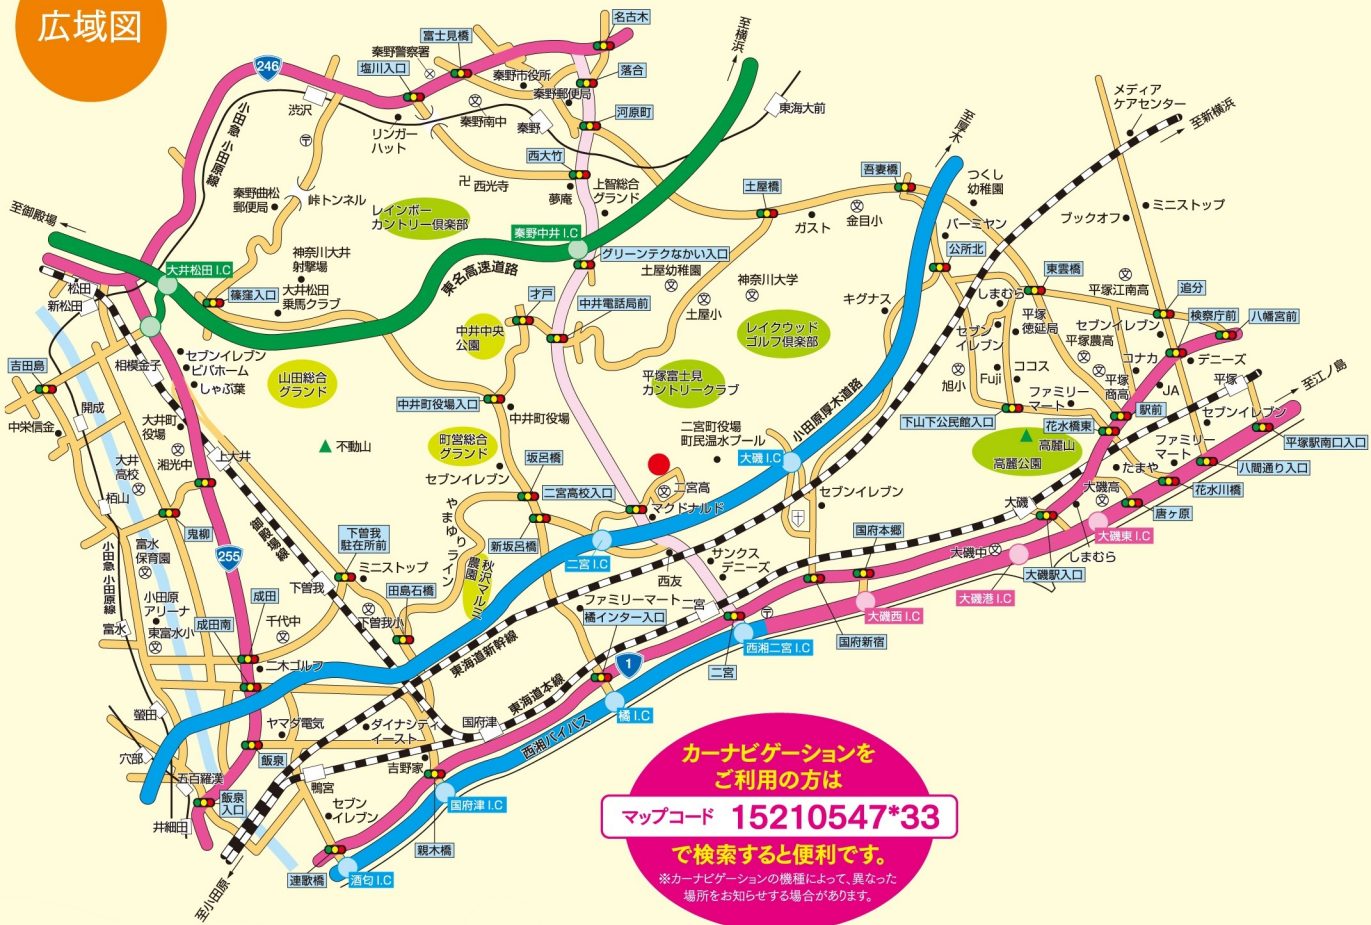 広域図
246
255
1
至御殿場
至横浜
至厚木
至新横浜
至江ノ島
至小田原
名古木
富士見橋
秦野警察署
塩川入口
秦野市役所
落合
秦野郵便局
渋沢
リンガー
ハット
秦野南中
秦野
河原町
東海大前
小田急 小田原線
西大竹
卍 西光寺
夢庵
上智総合
グランド
土屋橋
吾妻橋
つくし
幼稚園
メディア
ケアセンター
秦野曲松
郵便局
峠トンネル
レインボー
カントリー倶楽部
秦野中井 I.C
ガスト
金目小
バーミヤン
ブックオフ
ミニストップ
大井松田 I.C
神奈川大井
射撃場
大井松田
乗馬クラブ
篠窪入口
東名高速道路
グリーンテクなかい入口
土屋幼稚園
土屋小
神奈川大学
公所北
キグナス
東雲橋
しまむら
平塚江南高
追分
松田
新松田
才戸
中井電話局前
中井中央
公園
レイクウッド
ゴルフ倶楽部
セブン
イレブン
平塚
徳延局
セブンイレブン
平塚農高
検察庁前
八幡宮前
吉田島
相模金子
セブンイレブン
ビバホーム
しゃぶ葉
山田総合
グランド
平塚富士見
カントリークラブ
旭小
Fuji
ココス
ファミリー
マート
平塚
商高
コナカ
デニーズ
JA
平塚
開成
中栄信金
大井町
役場
中井町役場入口
中井町役場
下山下公民館入口
花水橋東
駅前
セブンイレブン
平塚駅南口入口
大井
高校
湘光中
上大井
不動山
町営総合
グランド
セブンイレブン
坂呂橋
二宮町役場
町民温水プール
小田原厚木道路
大磯 I.C
高麗山
高麗公園
たまや
ファミリー
マート
八間通り入口
栢山
鬼柳
富水
保育園
御殿場線
下曽我
駐在所前
ミニストップ
やまゆりライン
二宮高校入口
二宮高
マクドナルド
新坂呂橋
二宮 I.C
西友
サンクス
デニーズ
セブンイレブン
国府本郷
大磯
大磯高
花水川橋
唐ヶ原
大磯東 I.C
大磯中
しまむら
大磯駅入口
小田急 小田原線
小田原
アリーナ
東富水小
富水
成田
成田南
千代中
下曽我
田島石橋
下曽我小
秋沢マルミ
農園
ファミリーマート
橘インター入口
二宮
大磯西 I.C
大磯港 I.C
国府新宿
西湘二宮 I.C
二宮
二木ゴルフ
東海道新幹線
東海道本線
西湘バイパス
橘 I.C
螢田
穴部
ヤマダ電気
ダイナシティ
イースト
国府津
飯泉
五百羅漢
飯泉
入口
井細田
鴨宮
吉野家
セブン
イレブン
国府津 I.C
親木橋
連歌橋
酒匂 I.C
カーナビゲーションを
ご利用の方は
マップコード 15210547*33
で検索すると便利です。
※カーナビゲーションの機種によって、異なった
場所をお知らせする場合があります。